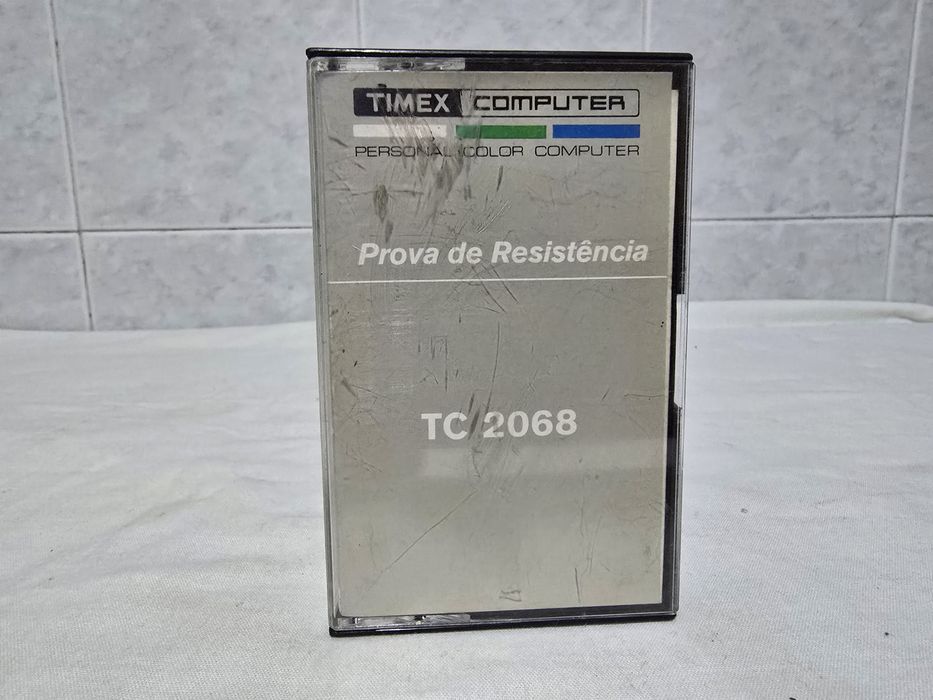 TIMEX COMPUTER
PERSONAL COLOR COMPUTER
Prova de Resistência
TC 2068